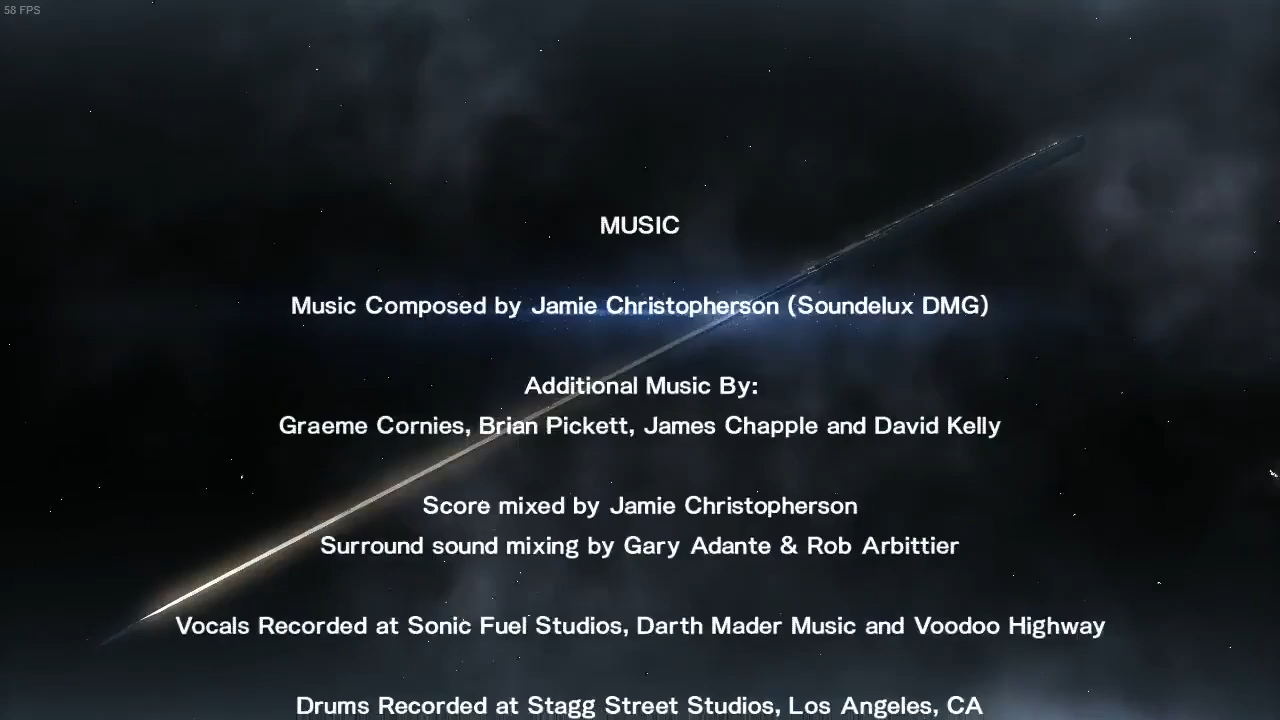 58 FPS
MUSIC
Music Composed by Jamie Christopherson (Soundelux DMG)
Additional Music By:
Graeme Cornies, Brian Pickett, James Chapple and David Kelly
Score mixed by Jamie Christopherson
Surround sound mixing by Gary Adante & Rob Arbittier
Vocals Recorded at Sonic Fuel Studios, Darth Mader Music and Voodoo Highway
Drums Recorded at Stagg Street Studios, Los Angeles, CA